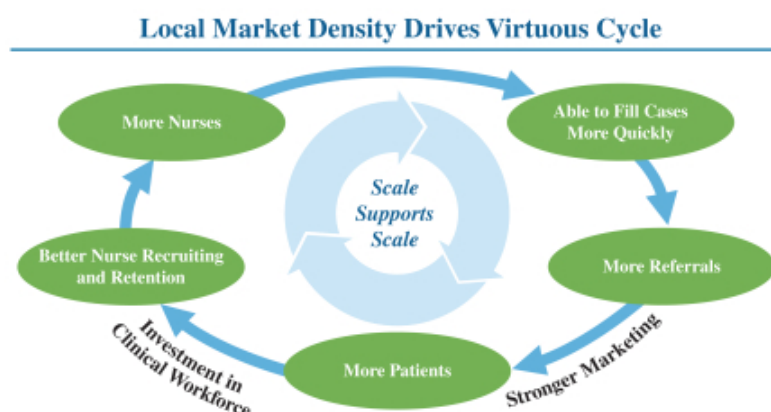 Local Market Density Drives Virtuous Cycle
More Nurses
Able to Fill Cases
More Quickly
Scale
Supports
Scale
Better Nurse Recruiting
and Retention
More Referrals
Investment in
Clinical Workforce
More Patients
Stronger Marketing